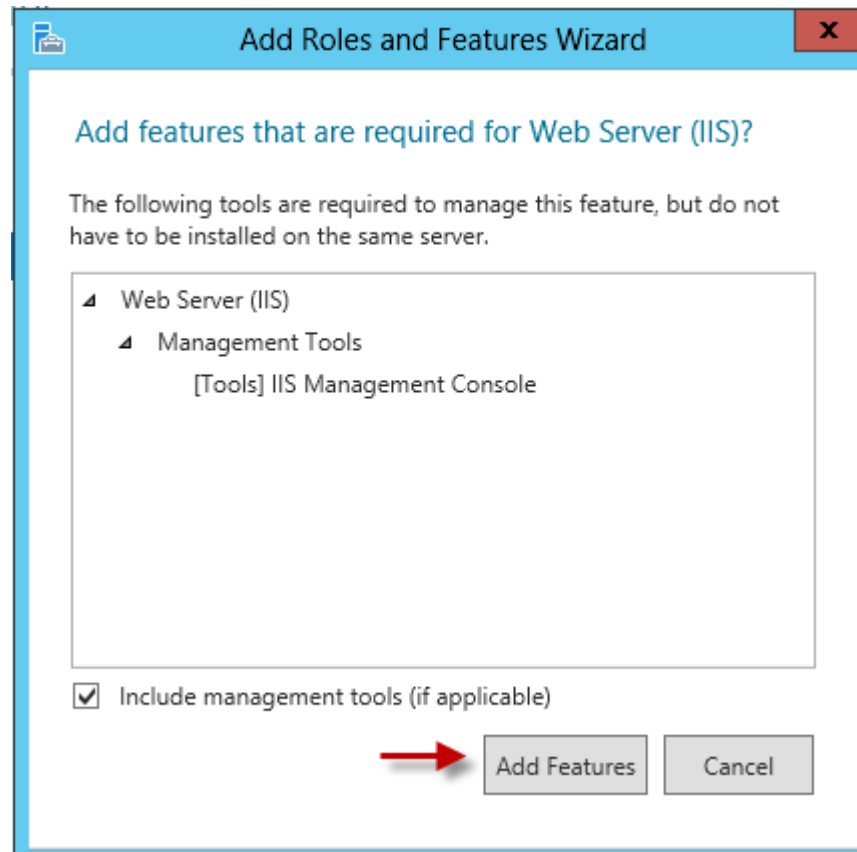 Add Roles and Features Wizard
x
Add features that are required for Web Server (IIS)?
The following tools are required to manage this feature, but do not
have to be installed on the same server.
Web Server (IIS)
Management Tools
[Tools] IIS Management Console
Include management tools (if applicable)
Add Features
Cancel